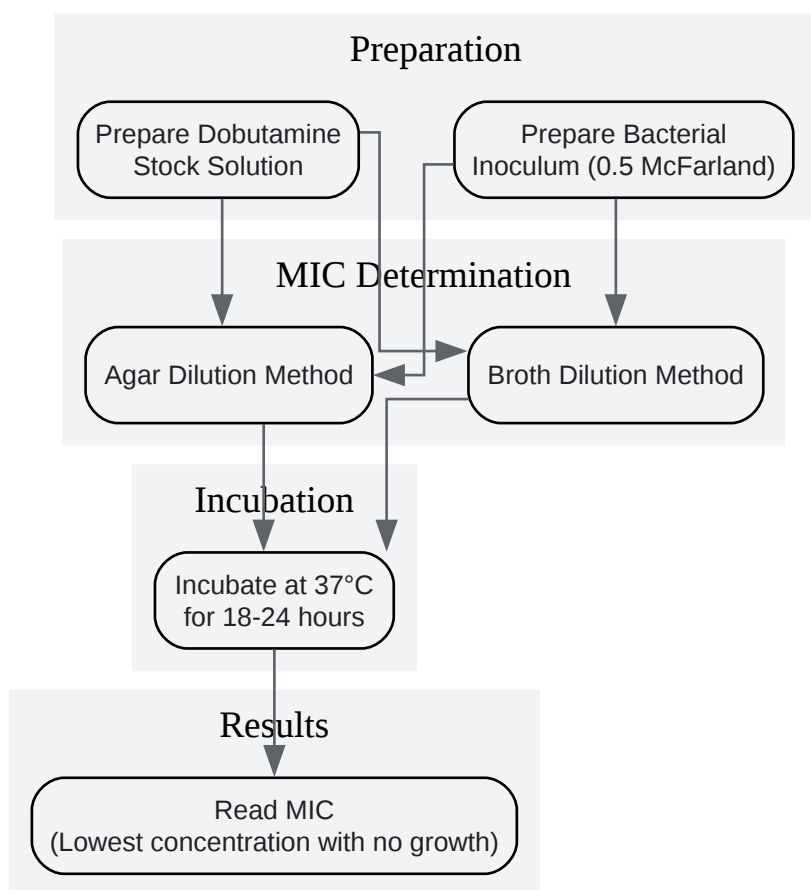 Preparation
Prepare Dobutamine
Stock Solution
Prepare Bacterial
Inoculum (0.5 McFarland)
MIC Determination
Agar Dilution Method
Broth Dilution Method
Incubation
Incubate at 37°C
for 18-24 hours
Results
Read MIC
(Lowest concentration with no growth)